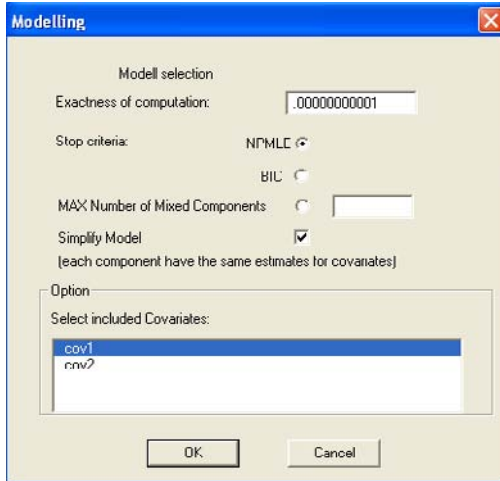 Modelling
Modell selection
Exactness of computation: .00000000001
Stop criteria: NPMLE
BIC
MAX Number of Mixed Components
Simplify Model
(each component have the same estimates for covariates)
Option
Select included Covariates:
cov1
cov2
OK Cancel